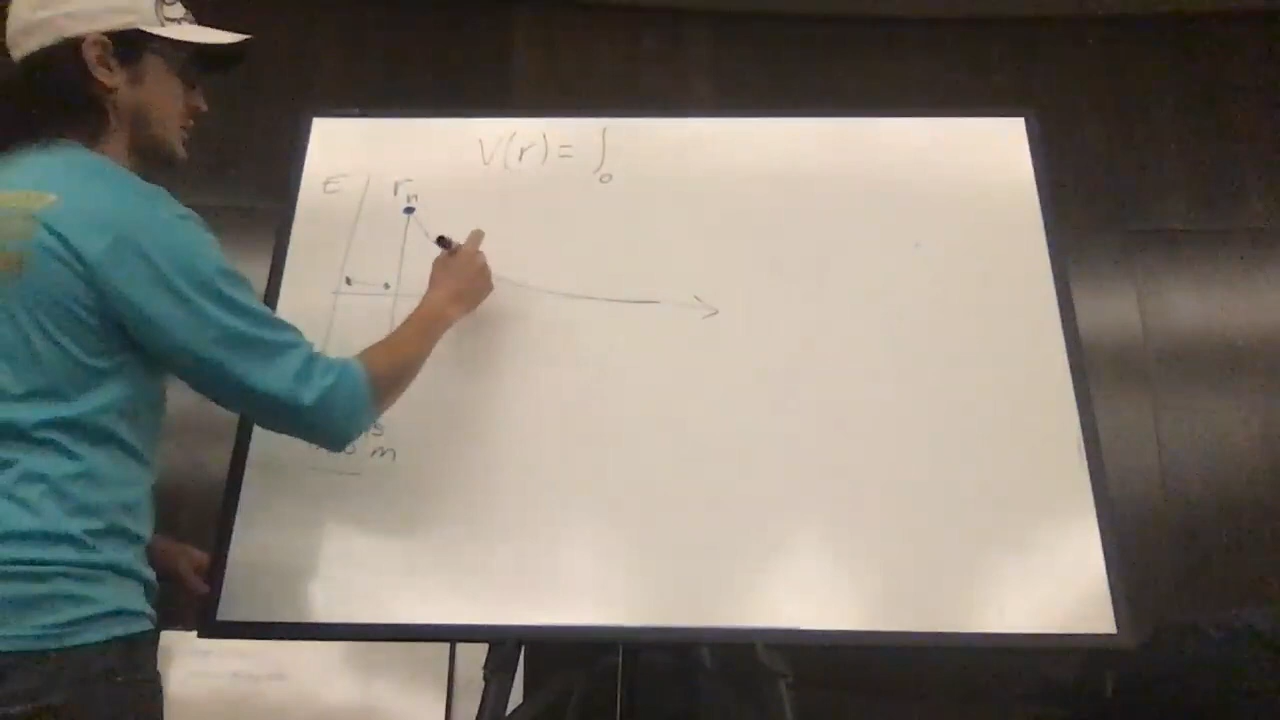 V(r) = ∫₀
E
rₙ
m